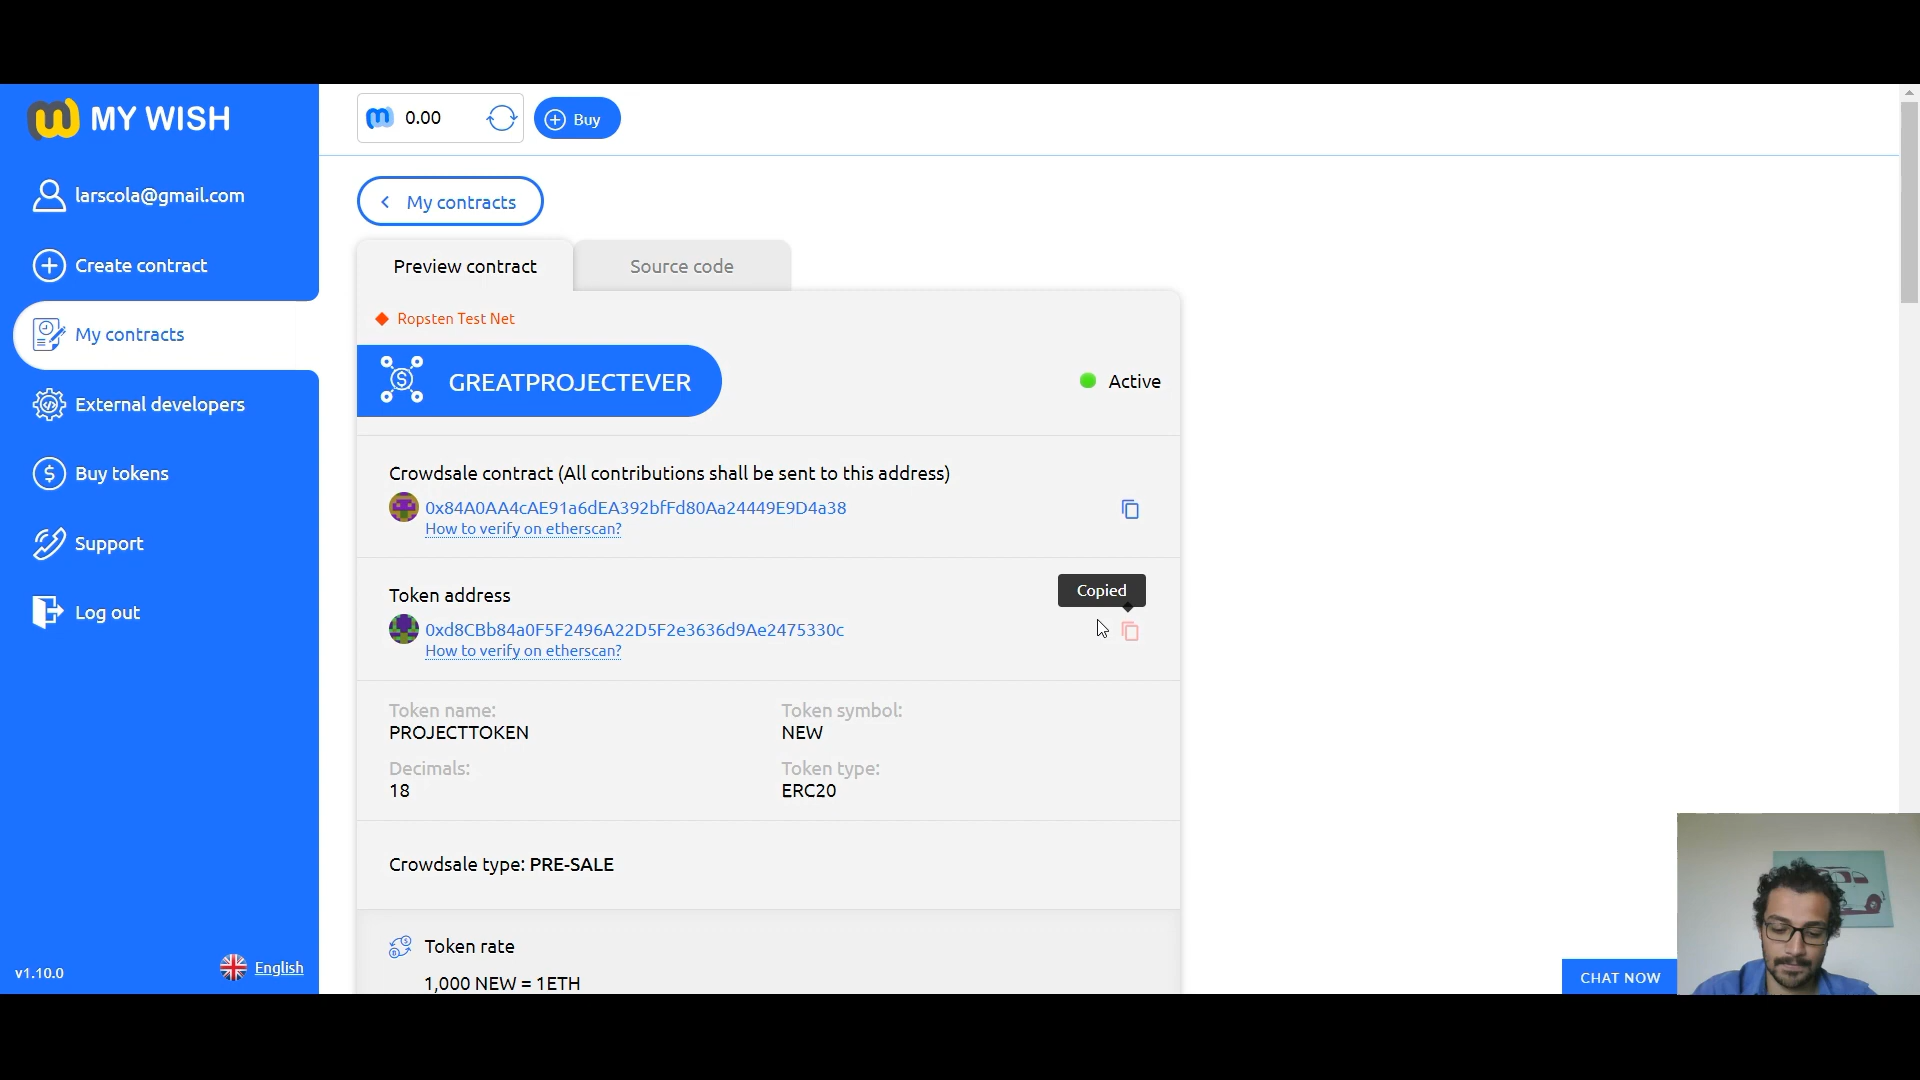 MY WISH
larscola@gmail.com
Create contract
My contracts
External developers
Buy tokens
Support
Log out
v1.10.0
English
0.00
Buy
My contracts
Preview contract
Source code
Ropsten Test Net
GREATPROJECTEVER
Active
Crowdsale contract (All contributions shall be sent to this address)
0x84A0AA4cAE91a6dEA392bfFd80Aa24449E9D4a38
How to verify on etherscan?
Token address
Copied
0xd8CBb84a0F5F2496A22D5F2e3636d9Ae2475330c
How to verify on etherscan?
Token name:
PROJECTTOKEN
Token symbol:
NEW
Decimals:
18
Token type:
ERC20
Crowdsale type: PRE-SALE
Token rate
1,000 NEW = 1ETH
CHAT NOW